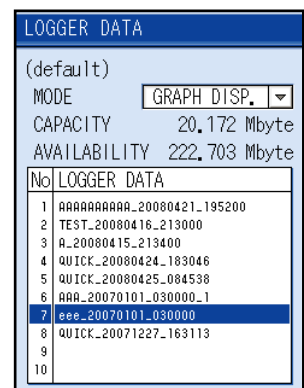 LOGGER DATA
(default)
MODE GRAPH DISP.
CAPACITY 20.172 Mbyte
AVAILABILITY 222.703 Mbyte
No LOGGER DATA
1 AAAAAAAAAA_20080421_195200
2 TEST_20080416_213000
3 A_20080415_213400
4 QUICK_20080424_183046
5 QUICK_20080425_084538
6 AAA_20070101_030000_1
7 eee_20070101_030000
8 QUICK_20071227_163113
9
10